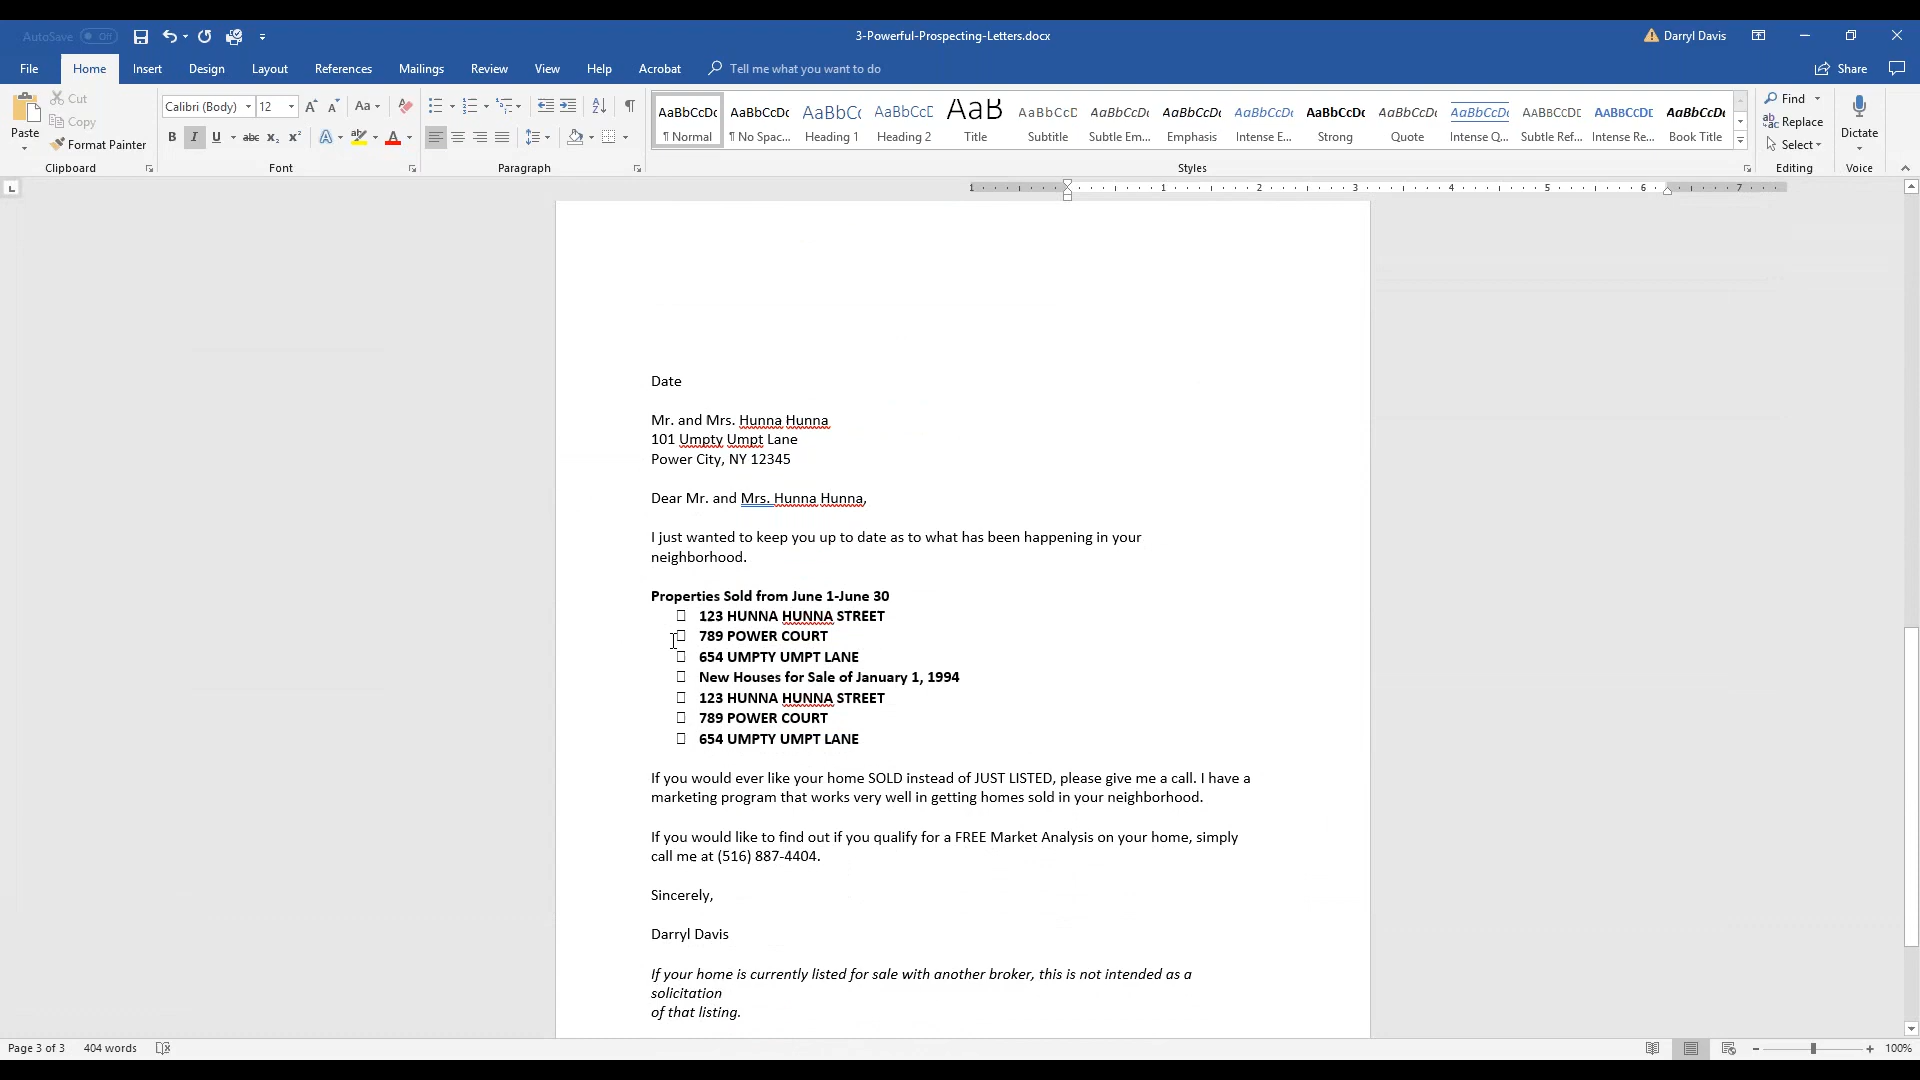 AutoSave Off
3-Powerful-Prospecting-Letters.docx
Darryl Davis
File Home Insert Design Layout References Mailings Review View Help Acrobat Tell me what you want to do
Share
Cut
Copy
Paste
Format Painter
Clipboard
Calibri (Body) 12
Font
Paragraph
AaBbCcDc AaBbCcDc AaBbCc AaBbCcD AaB AaBbCcD AaBbCcDc AaBbCcDc AaBbCcDc AaBbCcDc AaBbCcDc AaBbCcDc AABBCCDC AABBCCDE AaBbCcDc
¶ Normal ¶ No Spac... Heading 1 Heading 2 Title Subtitle Subtle Em... Emphasis Intense E... Strong Quote Intense Q... Subtle Ref... Intense Re... Book Title
Styles
Find
Replace
Select
Editing
Dictate
Voice
1 1 2 3 4 5 6 7
Date
Mr. and Mrs. Hunna Hunna
101 Umpty Umpt Lane
Power City, NY 12345
Dear Mr. and Mrs. Hunna Hunna,
I just wanted to keep you up to date as to what has been happening in your
neighborhood.
Properties Sold from June 1-June 30
123 HUNNA HUNNA STREET
789 POWER COURT
654 UMPTY UMPT LANE
New Houses for Sale of January 1, 1994
123 HUNNA HUNNA STREET
789 POWER COURT
654 UMPTY UMPT LANE
If you would ever like your home SOLD instead of JUST LISTED, please give me a call. I have a
marketing program that works very well in getting homes sold in your neighborhood.
If you would like to find out if you qualify for a FREE Market Analysis on your home, simply
call me at (516) 887-4404.
Sincerely,
Darryl Davis
If your home is currently listed for sale with another broker, this is not intended as a
solicitation
of that listing.
Page 3 of 3 404 words
100%